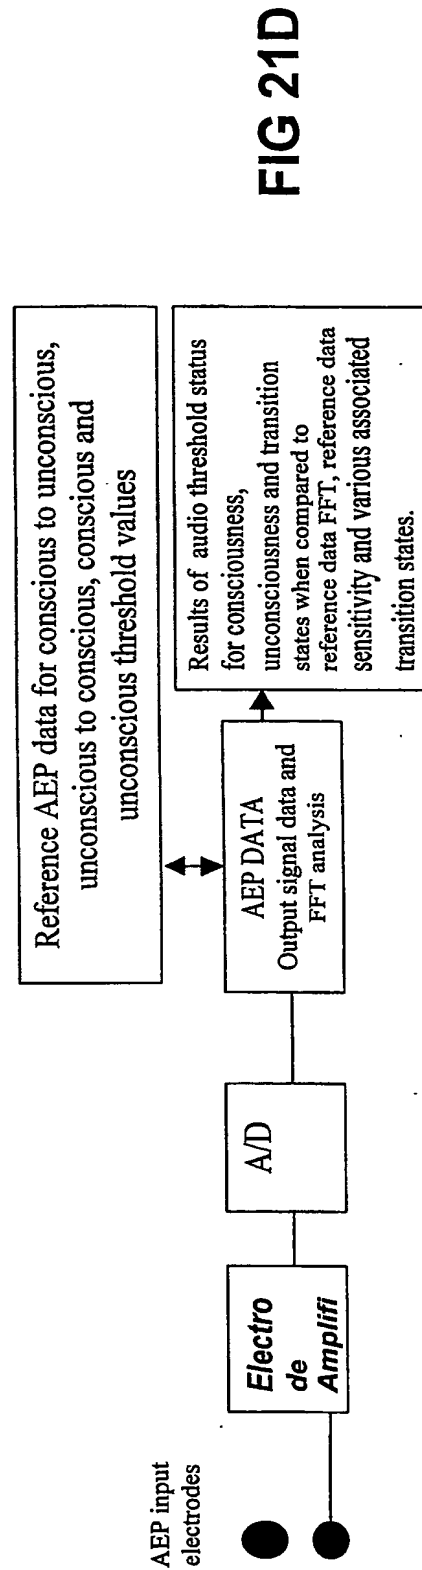 AEP input
electrodes
Electro
de
Amplifi
A/D
AEP DATA
Output signal data and
FFT analysis
Reference AEP data for conscious to unconscious,
unconscious to conscious, conscious and
unconscious threshold values
Results of audio threshold status
for consciousness,
unconsciousness and transition
states when compared to
reference data FFT, reference data
sensitivity and various associated
transition states.
FIG 21D